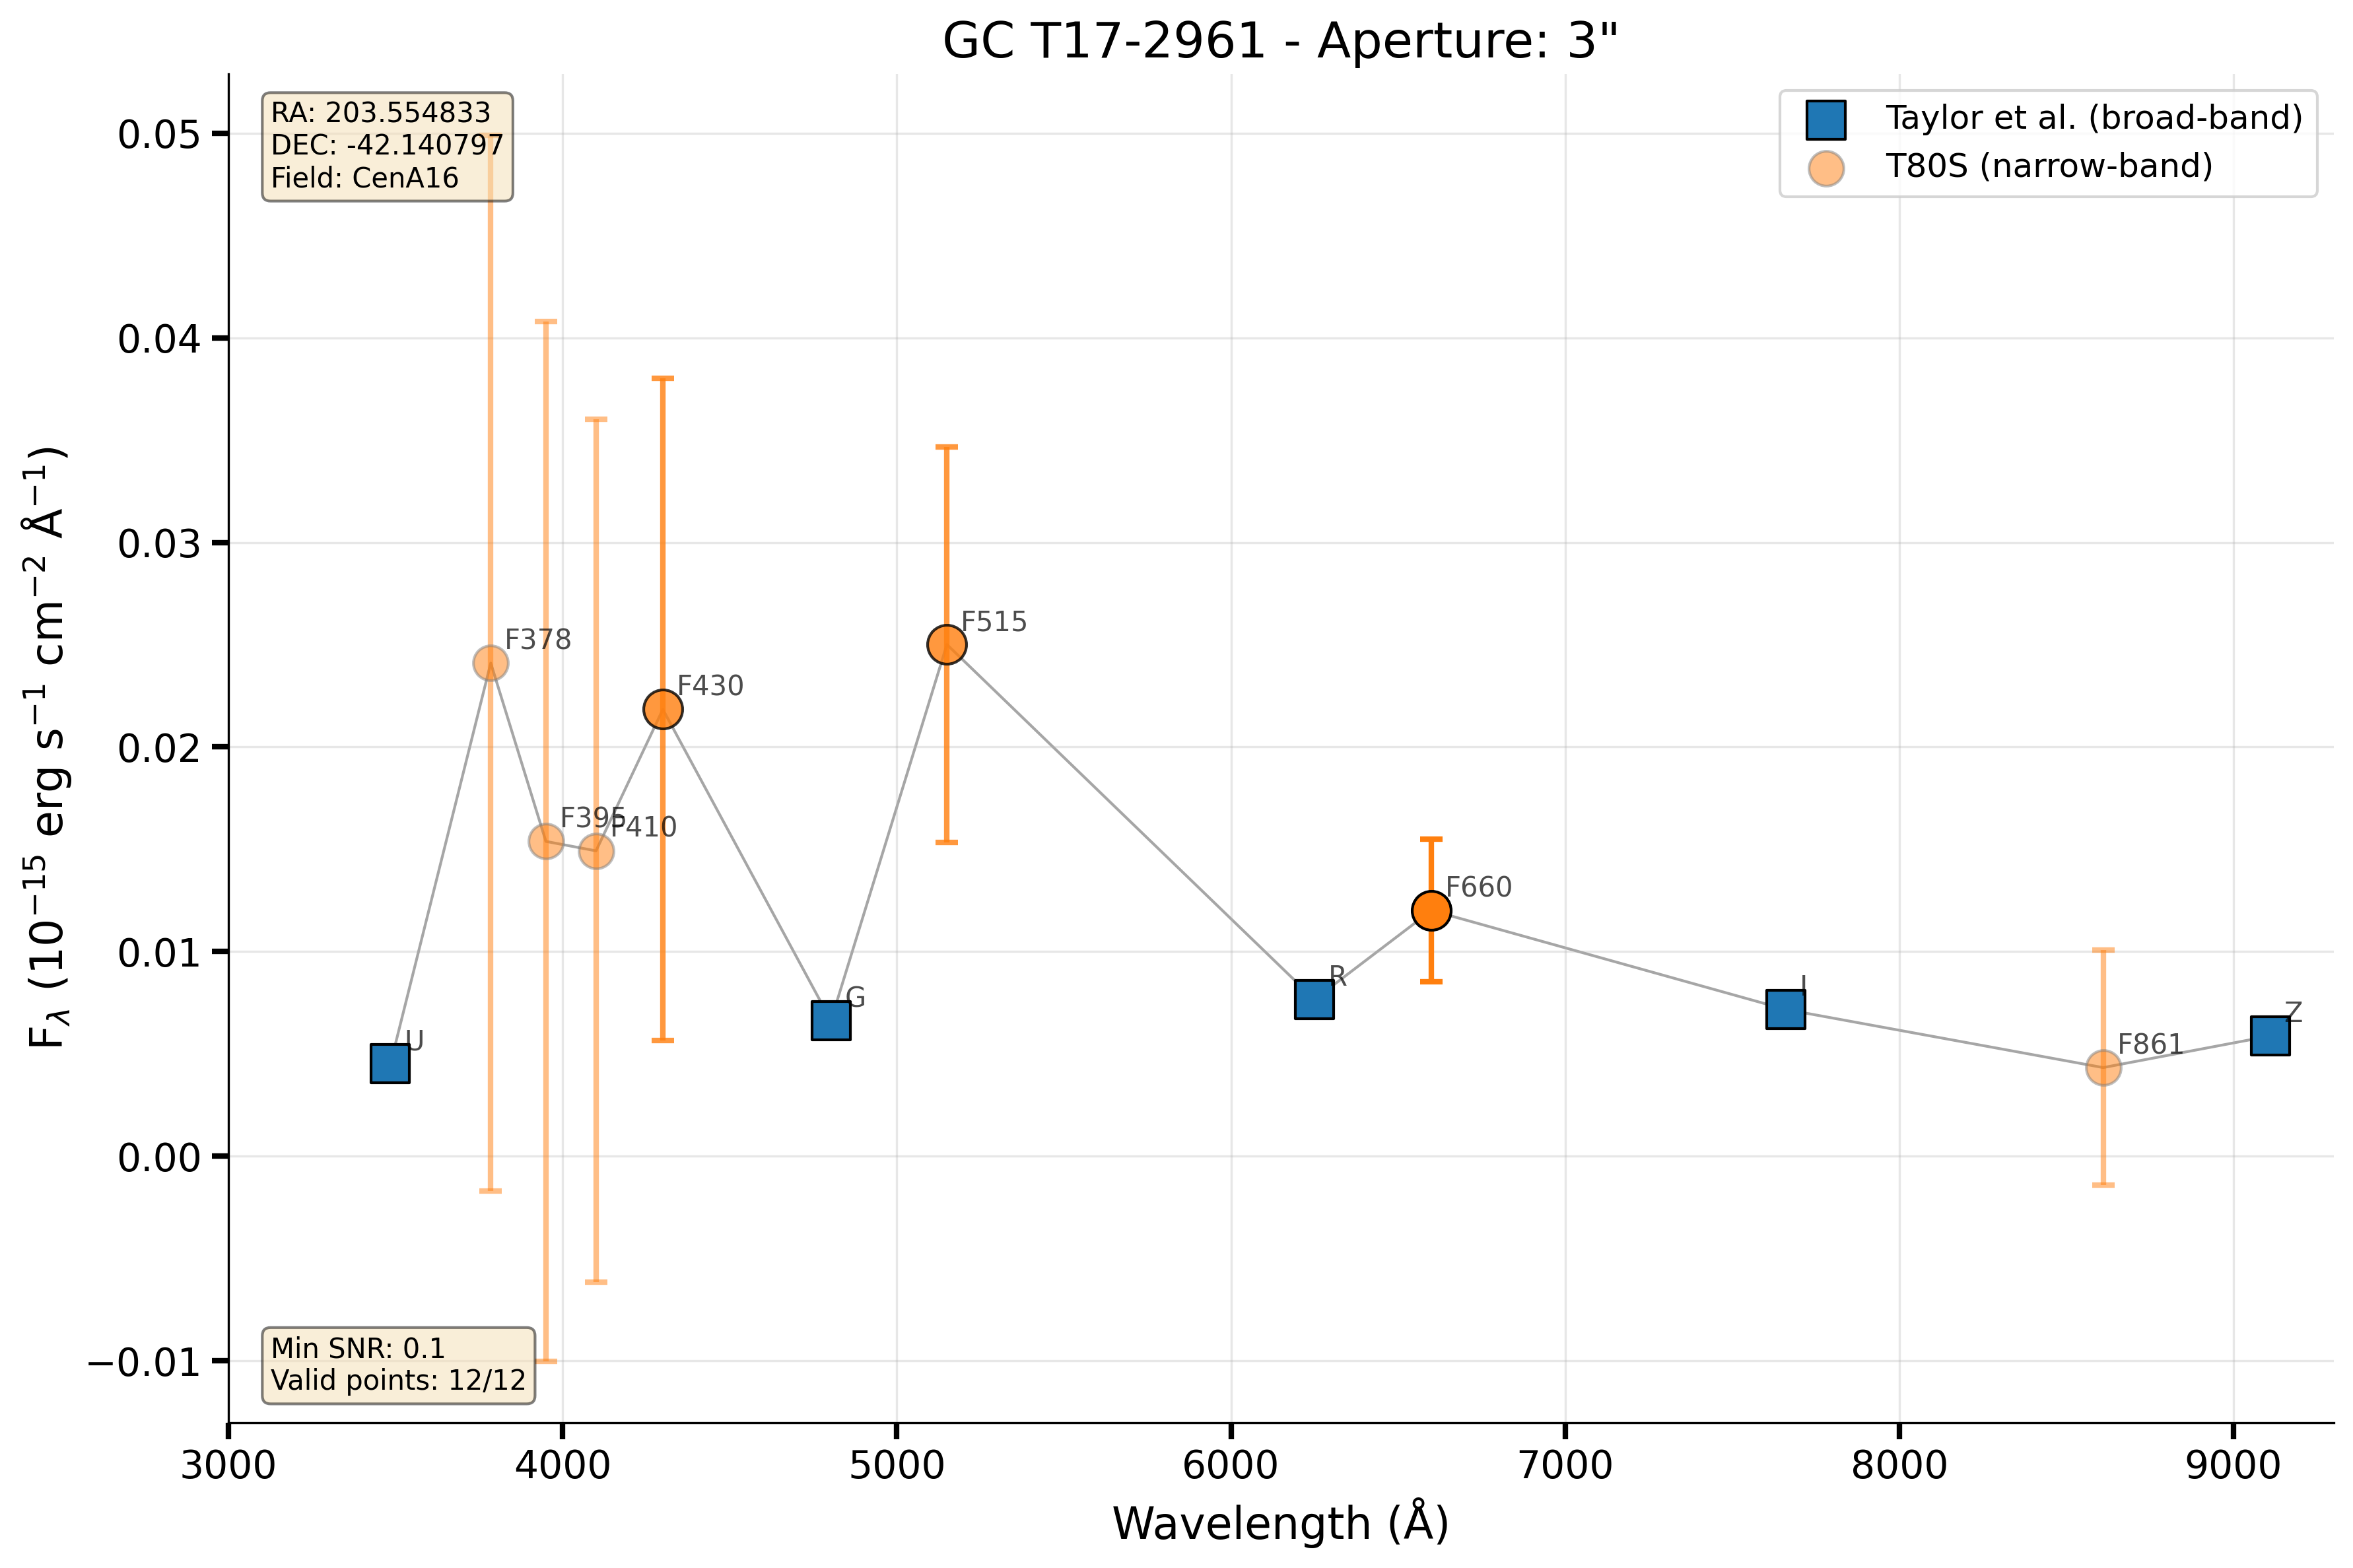 GC T17-2961 - Aperture: 3"
RA: 203.554833
DEC: -42.140797
Field: CenA16
Taylor et al. (broad-band)
T80S (narrow-band)
0.05
0.04
0.03
0.02
0.01
0.00
−0.01
F_λ (10⁻¹⁵ erg s⁻¹ cm⁻² Å⁻¹)
U
F378
F395
F410
F430
G
F515
R
F660
I
F861
Z
Min SNR: 0.1
Valid points: 12/12
3000 4000 5000 6000 7000 8000 9000
Wavelength (Å)